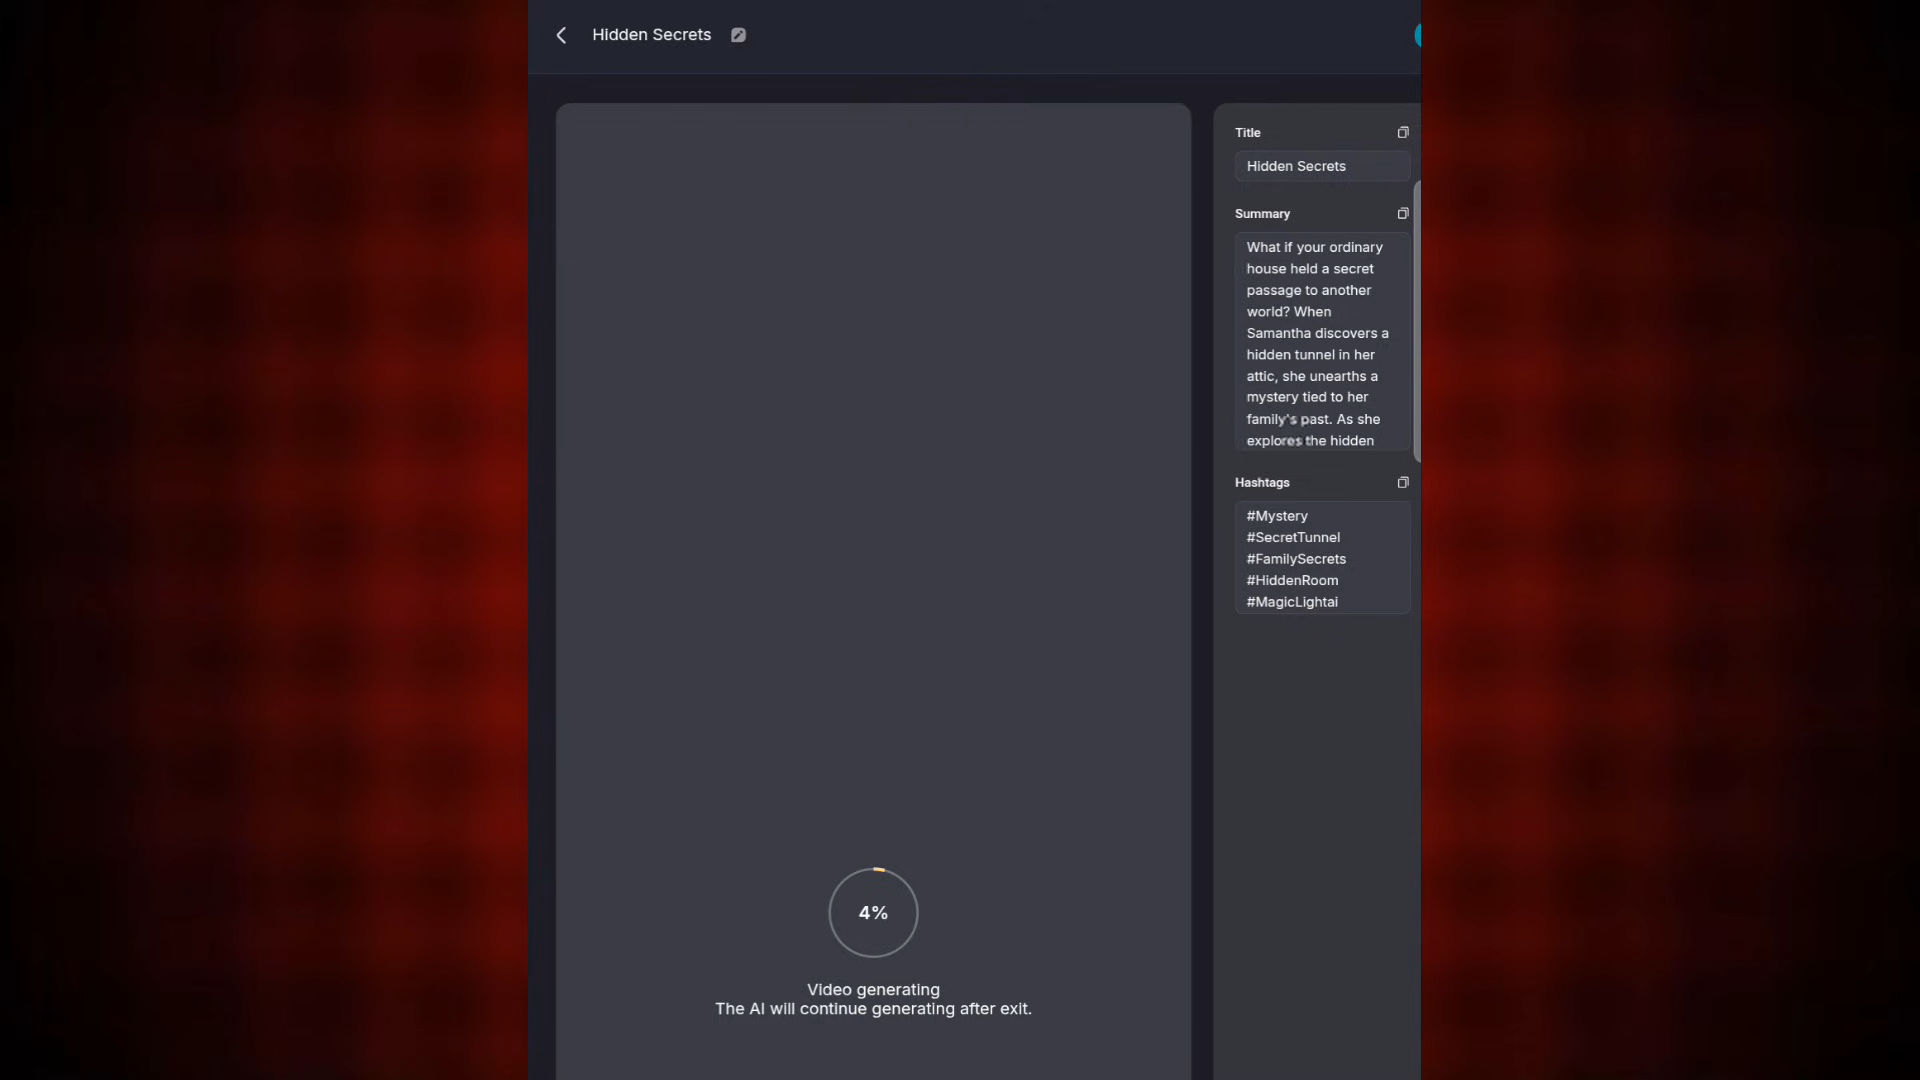 Hidden Secrets
Title
Hidden Secrets
Summary
What if your ordinary
house held a secret
passage to another
world? When
Samantha discovers a
hidden tunnel in her
attic, she unearths a
mystery tied to her
family's past. As she
explores the hidden
Hashtags
#Mystery
#SecretTunnel
#FamilySecrets
#HiddenRoom
#MagicLightai
4%
Video generating
The AI will continue generating after exit.